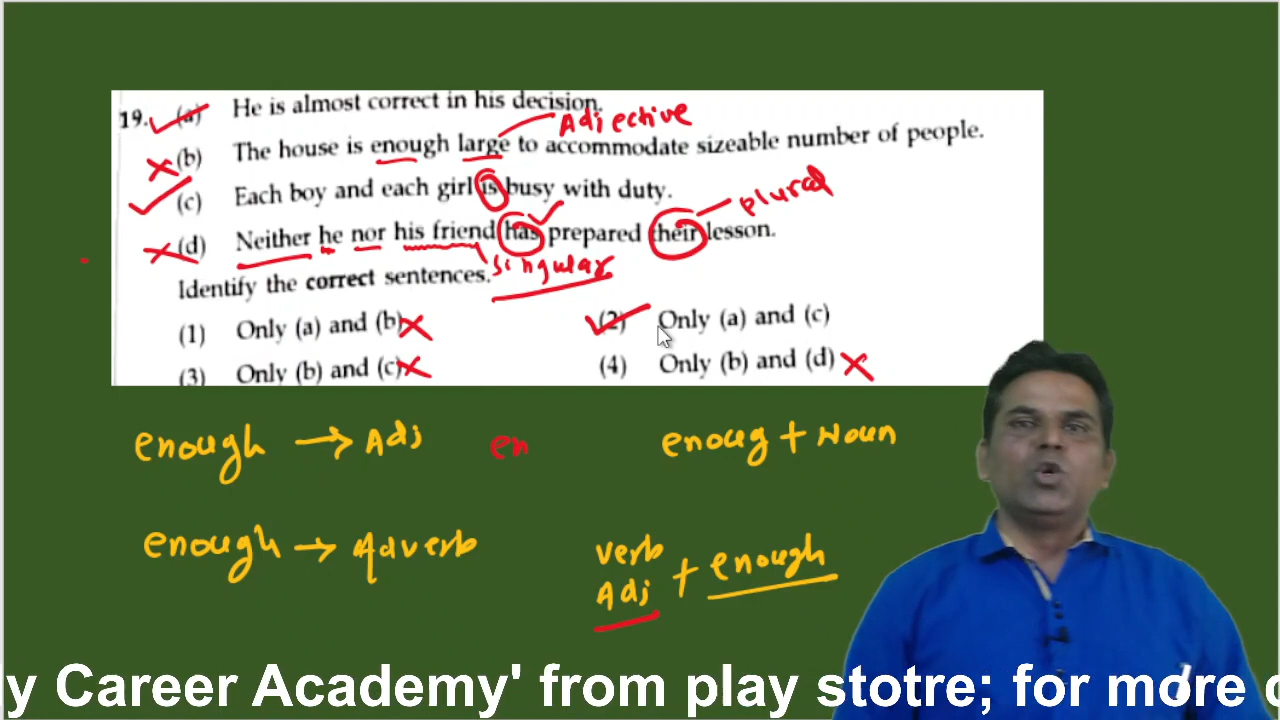 19. (a) He is almost correct in his decision.
Adjective
(b) The house is enough large to accommodate sizeable number of people.
(c) Each boy and each girl is busy with duty.
plural
(d) Neither he nor his friend has prepared their lesson.
singular
Identify the correct sentences.
(1) Only (a) and (b)
(2) Only (a) and (c)
(3) Only (b) and (c)
(4) Only (b) and (d)
enough → Adj
en
enoug + Noun
enough → Adverb
verb
Adj + enough
y Career Academy' from play stotre; for more